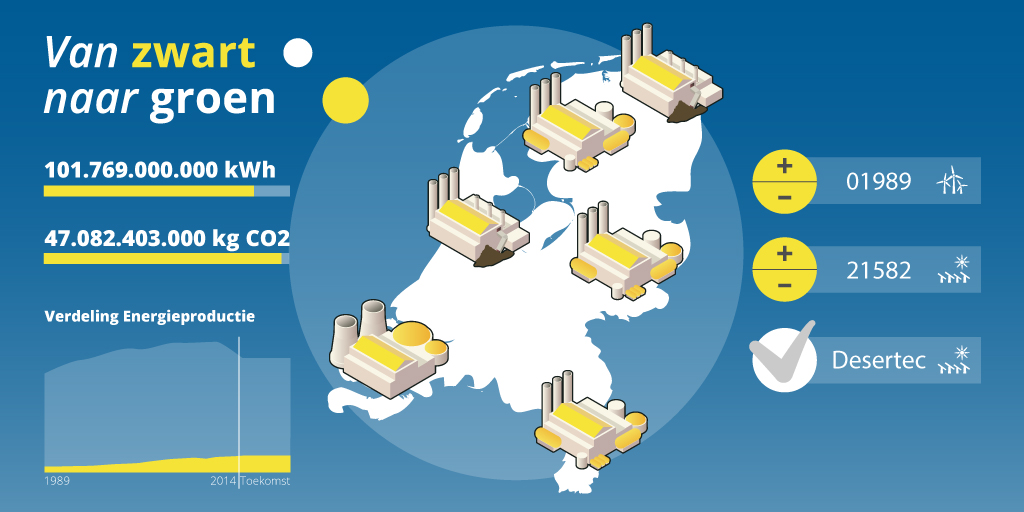 Van zwart
naar groen
101.769.000.000 kWh
47.082.403.000 kg CO2
Verdeling Energieproductie
1989 2014 Toekomst
+
01989
−
+
21582
−
Desertec